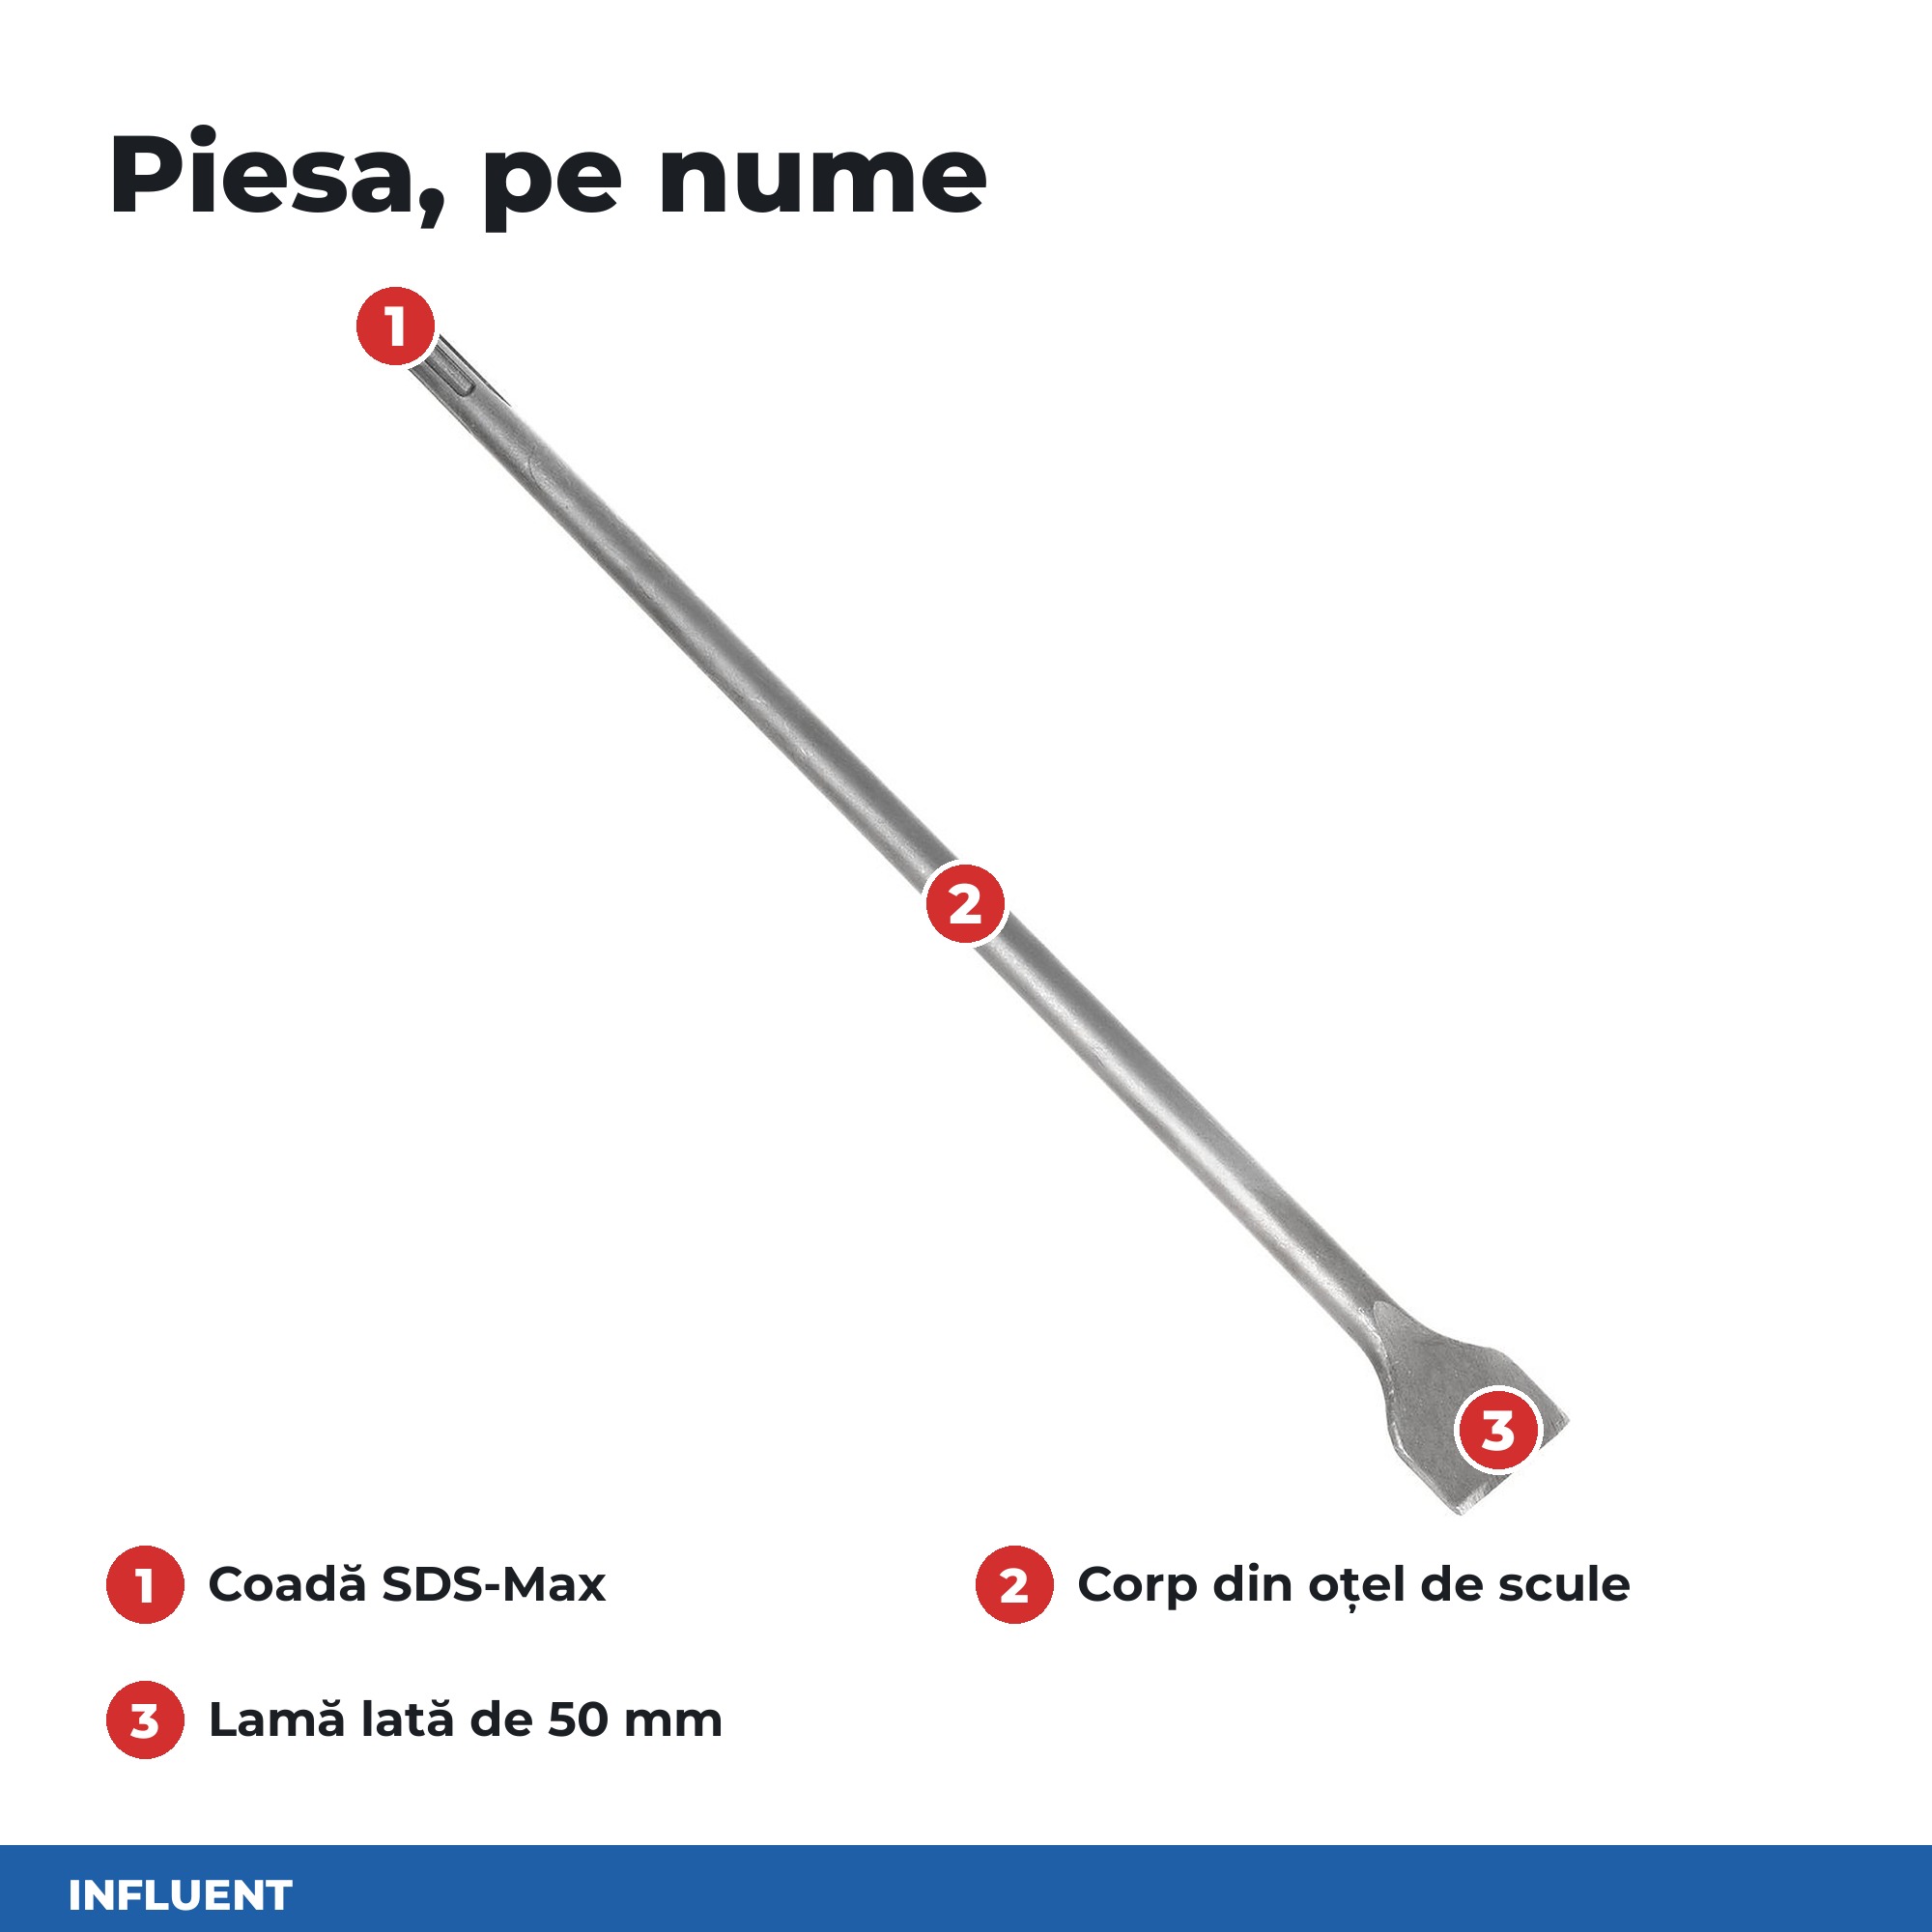 Piesa, pe nume
1
2
3
1 Coadă SDS-Max
2 Corp din oțel de scule
3 Lamă lată de 50 mm
INFLUENT